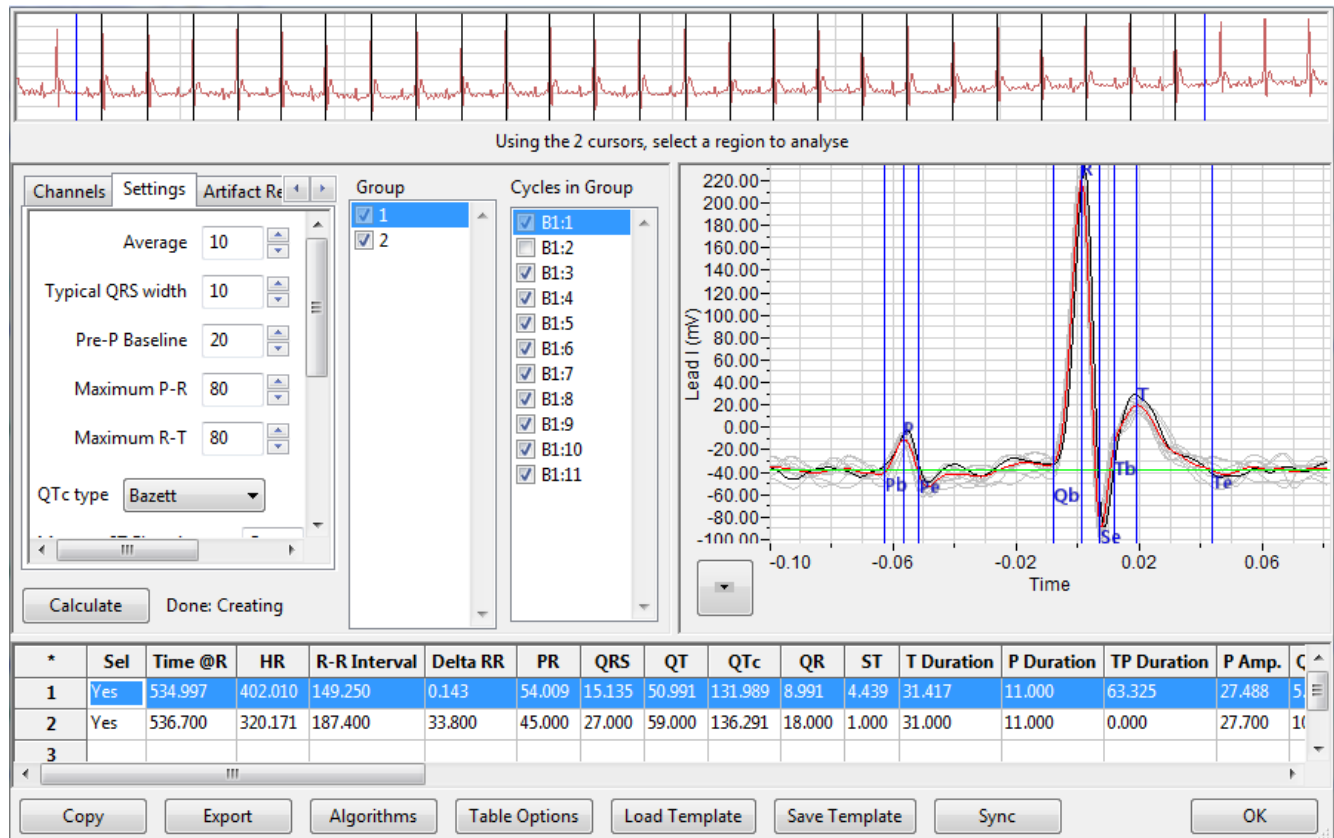 Using the 2 cursors, select a region to analyse
Channels Settings Artifact Re
Average 10
Typical QRS width 10
Pre-P Baseline 20
Maximum P-R 80
Maximum R-T 80
QTc type Bazett
Calculate Done: Creating
Group
1
2
Cycles in Group
B1:1
B1:2
B1:3
B1:4
B1:5
B1:6
B1:7
B1:8
B1:9
B1:10
B1:11
Lead I (mV)
220.00
200.00
180.00
160.00
140.00
120.00
100.00
80.00
60.00
40.00
20.00
0.00
-20.00
-40.00
-60.00
-80.00
-100.00
R
P
T
Pb Pe Qb Tb Te
Se
-0.10 -0.06 -0.02 0.02 0.06
Time
* Sel Time @R HR R-R Interval Delta RR PR QRS QT QTc QR ST T Duration P Duration TP Duration P Amp.
1 Yes 534.997 402.010 149.250 0.143 54.009 15.135 50.991 131.989 8.991 4.439 31.417 11.000 63.325 27.488 5.
2 Yes 536.700 320.171 187.400 33.800 45.000 27.000 59.000 136.291 18.000 1.000 31.000 11.000 0.000 27.700
3
Copy Export Algorithms Table Options Load Template Save Template Sync OK